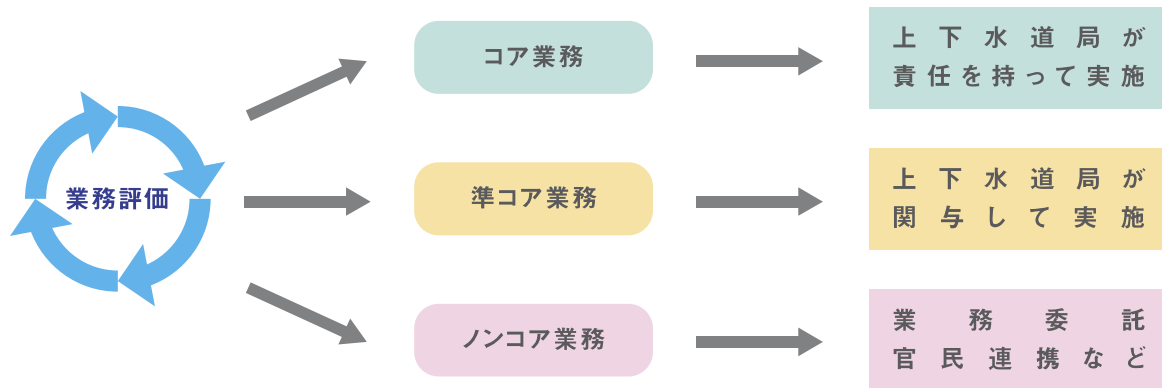 業務評価
コア業務
上下水道局が
責任を持って実施
準コア業務
上下水道局が
関与して実施
ノンコア業務
業務委託
官民連携など